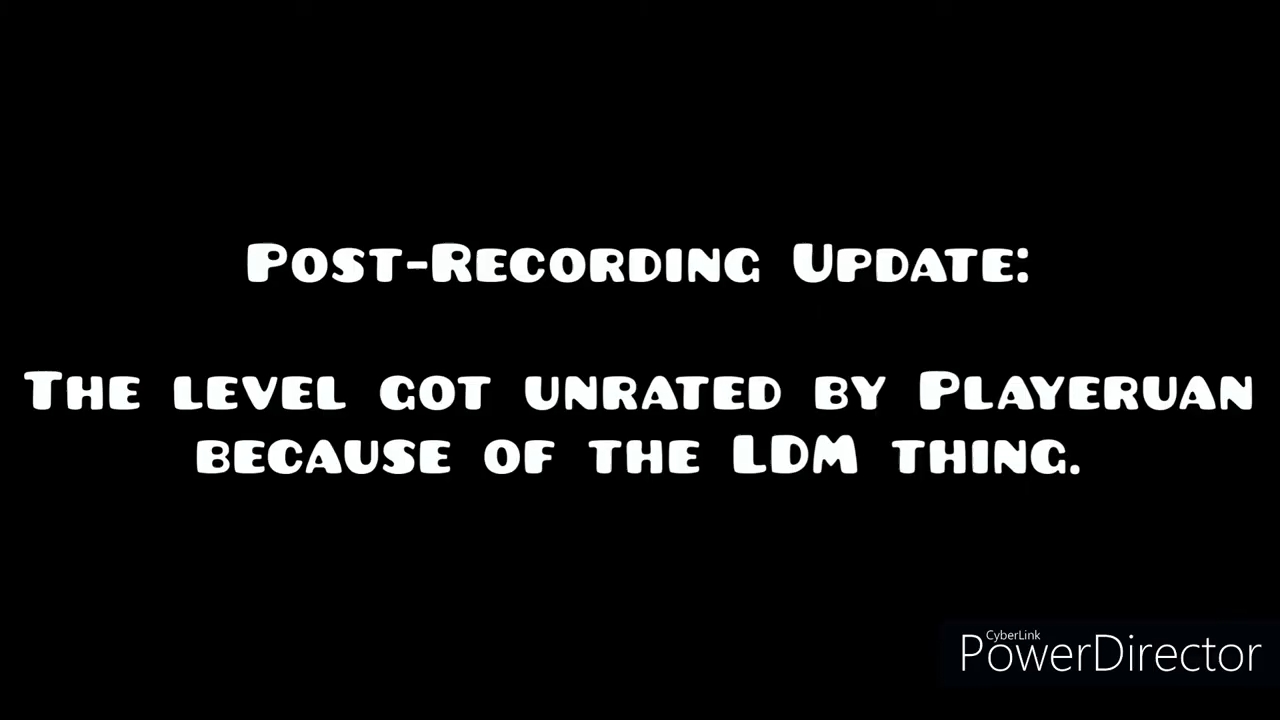 Post-Recording Update:
The level got unrated by Playeruan
because of the LDM thing.
CyberLink
PowerDirector